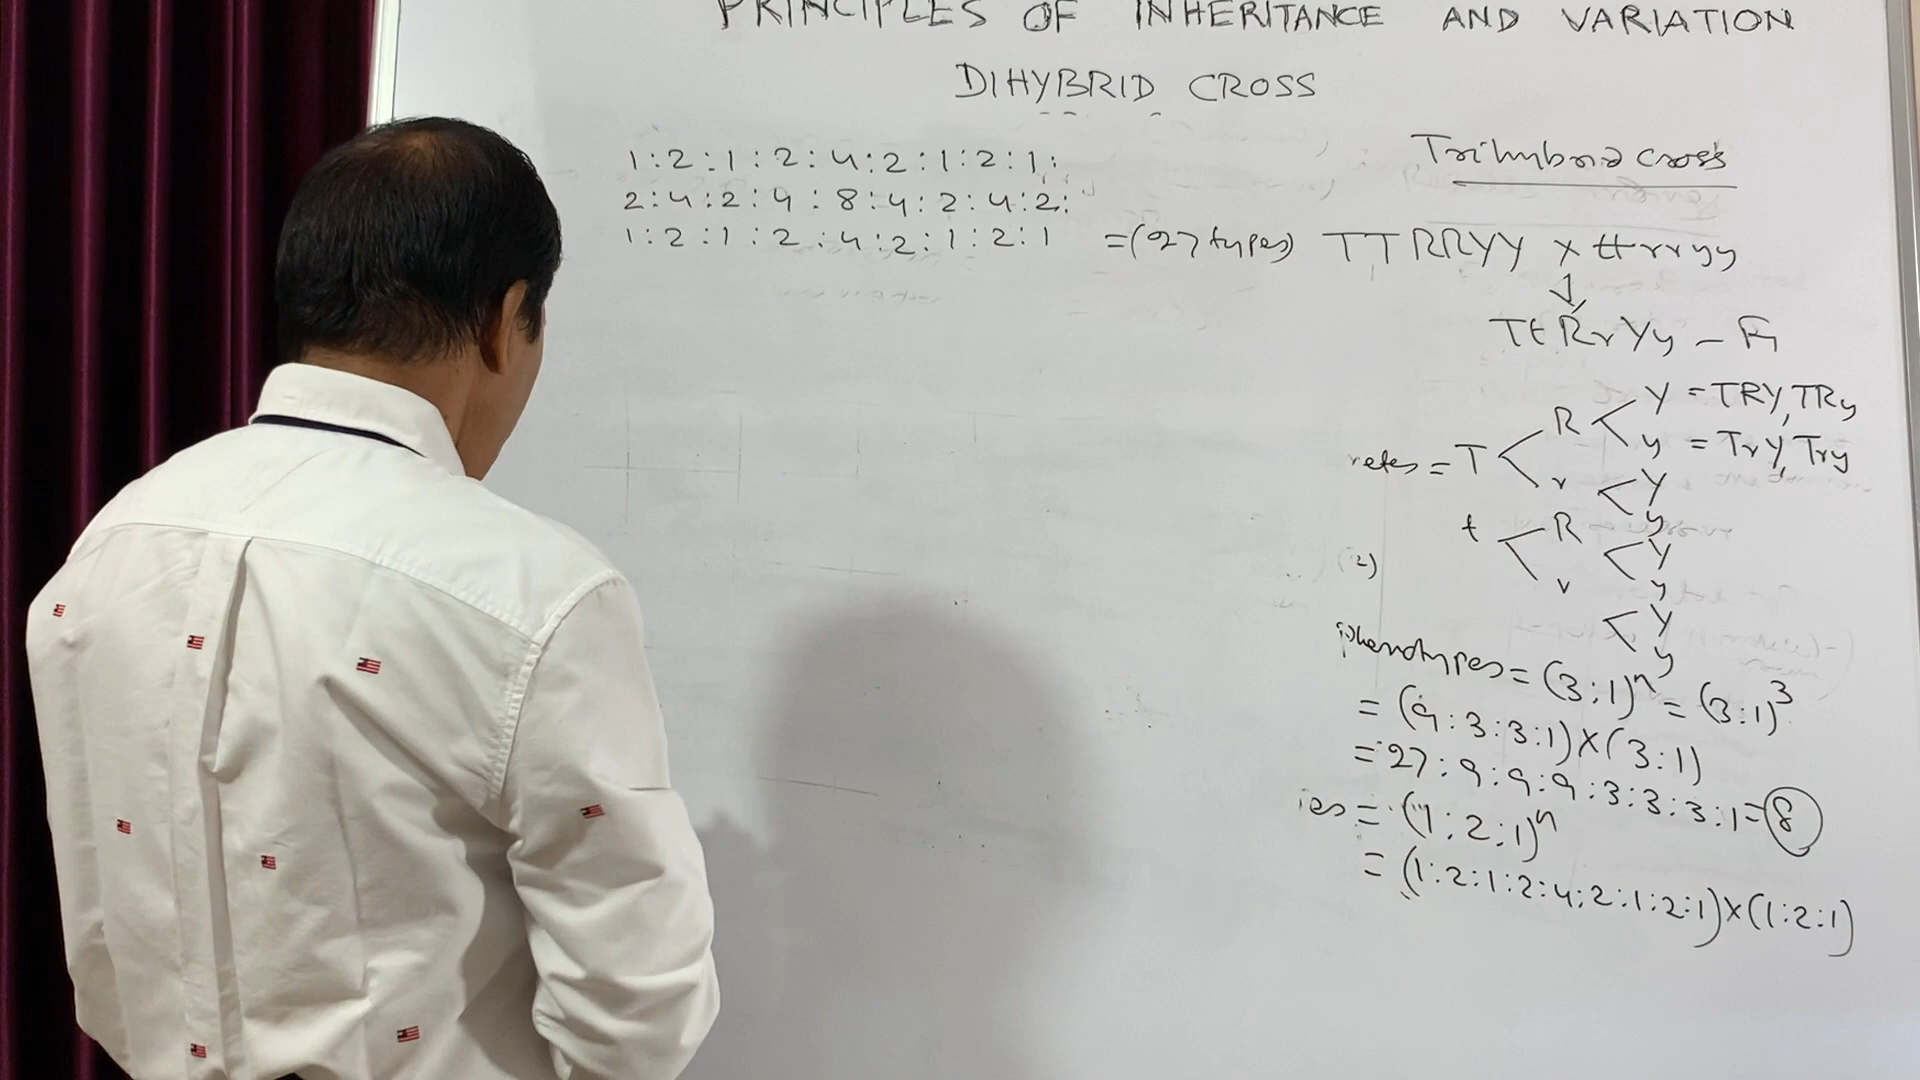 PRINCIPLES OF INHERITANCE AND VARIATION
DIHYBRID CROSS
1:2:1:2:4:2:1:2:1:
2:4:2:4:8:4:2:4:2:
1:2:1:2:4:2:1:2:1 =(27 types)
Trihybrid cross
TTRRYY x ttrryy
TtRrYy - F1
R Y = TRY, TRy
y = TrY, Try
= T
r Y
y
t R Y
y
r Y
y
2)
phenotypes = (3:1)^n = (3:1)^3
= (9:3:3:1)X(3:1)
= 27:9:9:9:3:3:3:1=8
= (1:2:1)^n
= (1:2:1:2:4:2:1:2:1)X(1:2:1)